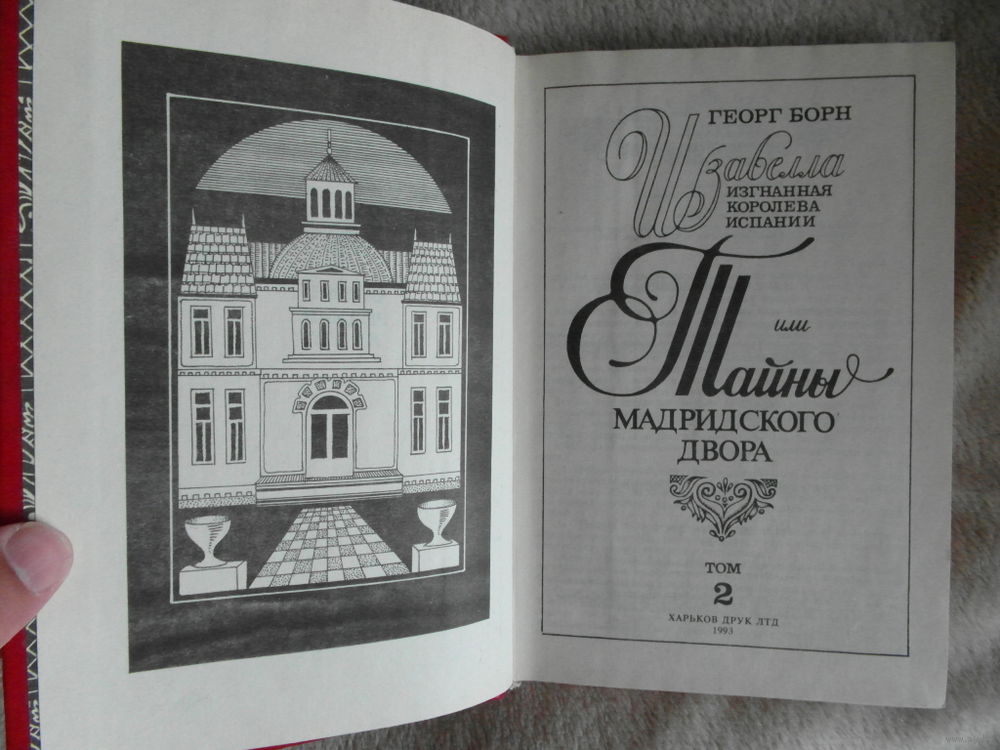 ГЕОРГ БОРН
Изабелла
ИЗГНАННАЯ
КОРОЛЕВА
ИСПАНИИ
или
Тайны
МАДРИДСКОГО
ДВОРА
ТОМ
2
ХАРЬКОВ ДРУК ЛТД
1993